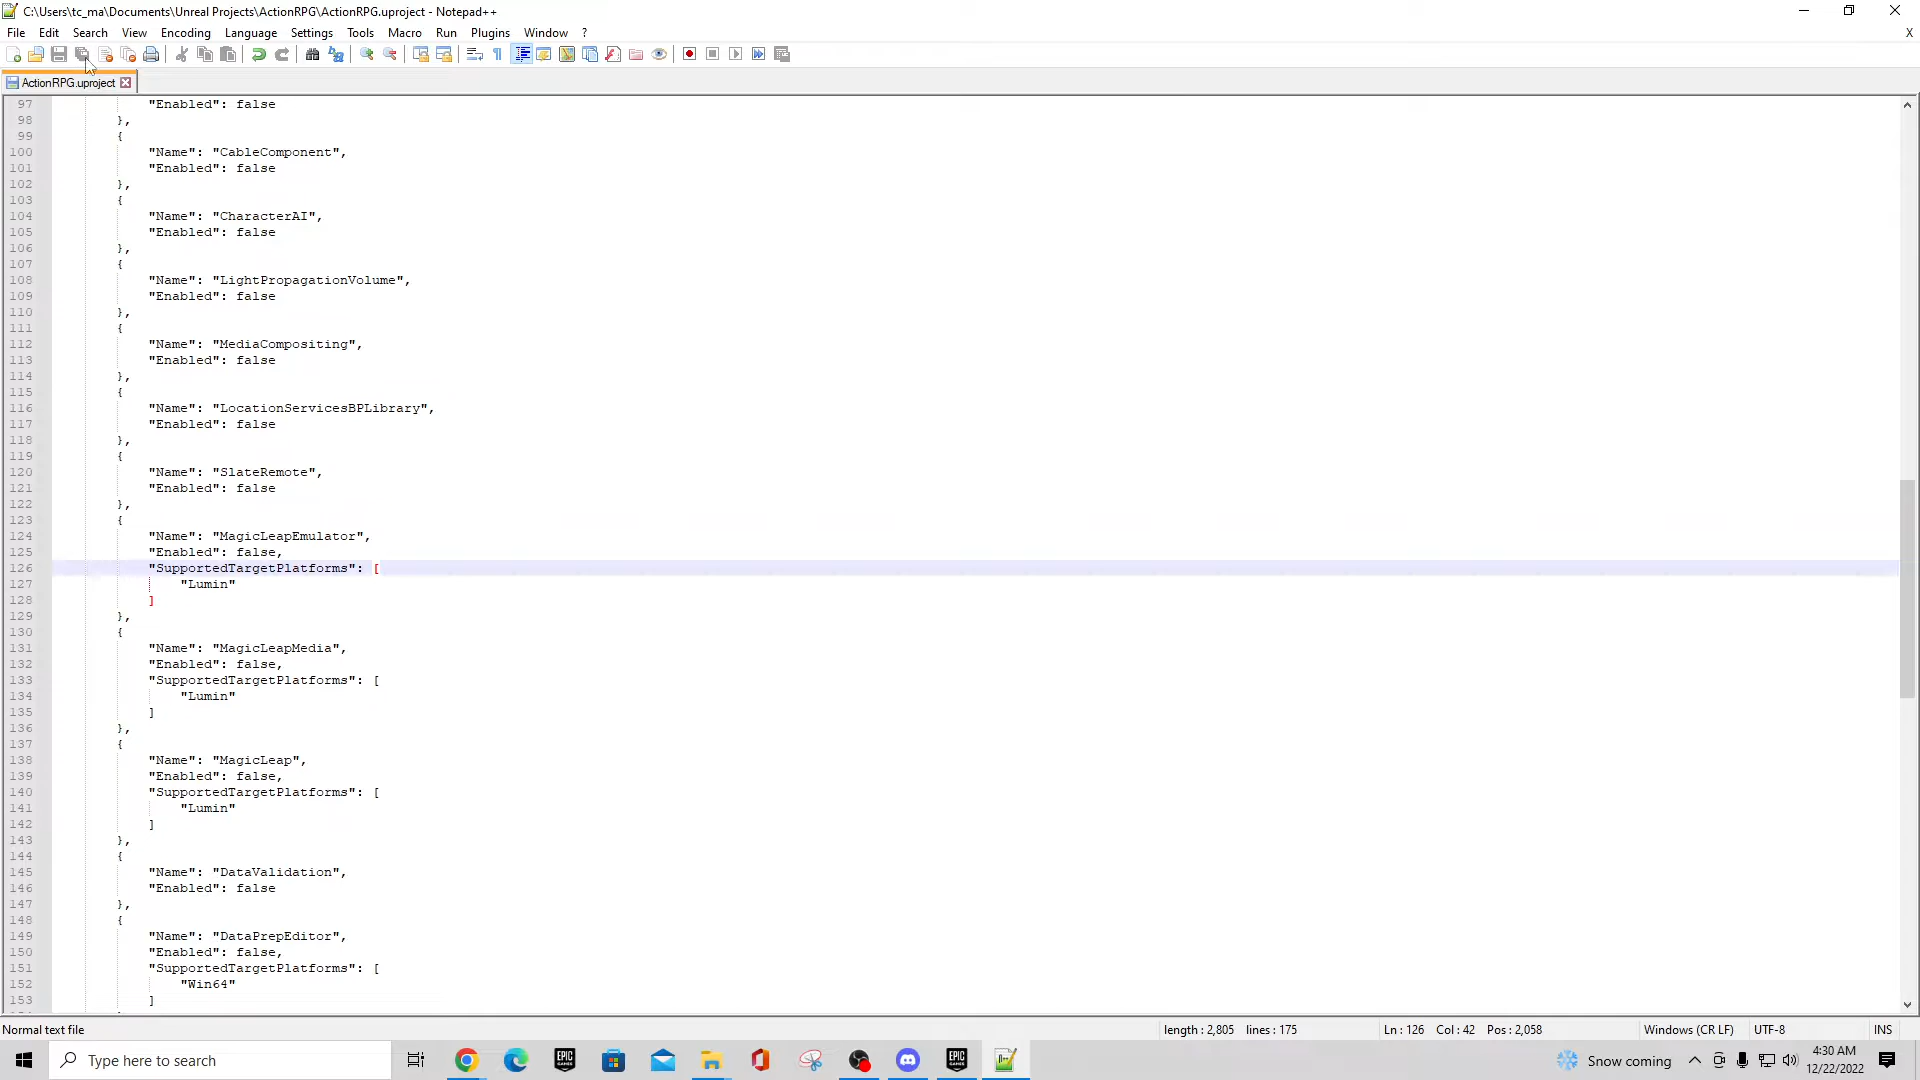 C:\Users\tc_ma\Documents\Unreal Projects\ActionRPG\ActionRPG.uproject - Notepad++
File Edit Search View Encoding Language Settings Tools Macro Run Plugins Window ? X
ActionRPG.uproject
97 "Enabled": false
98 },
99 {
100 "Name": "CableComponent",
101 "Enabled": false
102 },
103 {
104 "Name": "CharacterAI",
105 "Enabled": false
106 },
107 {
108 "Name": "LightPropagationVolume",
109 "Enabled": false
110 },
111 {
112 "Name": "MediaCompositing",
113 "Enabled": false
114 },
115 {
116 "Name": "LocationServicesBPLibrary",
117 "Enabled": false
118 },
119 {
120 "Name": "SlateRemote",
121 "Enabled": false
122 },
123 {
124 "Name": "MagicLeapEmulator",
125 "Enabled": false,
126 "SupportedTargetPlatforms": [
127 "Lumin"
128 ]
129 },
130 {
131 "Name": "MagicLeapMedia",
132 "Enabled": false,
133 "SupportedTargetPlatforms": [
134 "Lumin"
135 ]
136 },
137 {
138 "Name": "MagicLeap",
139 "Enabled": false,
140 "SupportedTargetPlatforms": [
141 "Lumin"
142 ]
143 },
144 {
145 "Name": "DataValidation",
146 "Enabled": false
147 },
148 {
149 "Name": "DataPrepEditor",
150 "Enabled": false,
151 "SupportedTargetPlatforms": [
152 "Win64"
153 ]
Normal text file length : 2,805 lines : 175 Ln : 126 Col : 42 Pos : 2,058 Windows (CR LF) UTF-8 INS
Type here to search
EPIC GAMES
EPIC GAMES
Snow coming
4:30 AM
12/22/2022